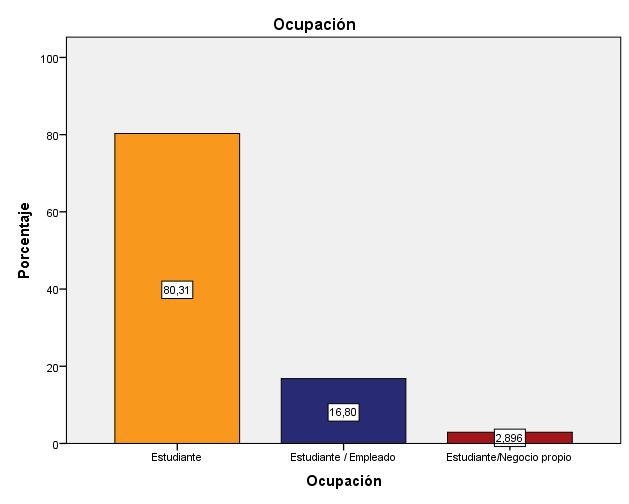 Ocupación
100
80
60
40
20
0
Porcentaje
80,31
16,80
2,896
Estudiante
Estudiante / Empleado
Estudiante/Negocio propio
Ocupación